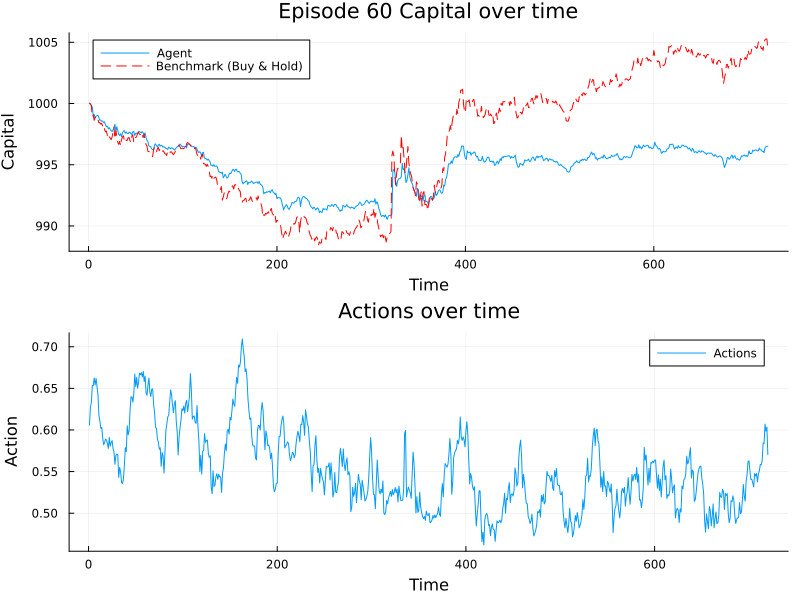 Episode 60 Capital over time
Capital
1005
1000
995
990
Agent
Benchmark (Buy & Hold)
0
200
400
600
Time
Actions over time
Action
0.70
0.65
0.60
0.55
0.50
Actions
0
200
400
600
Time